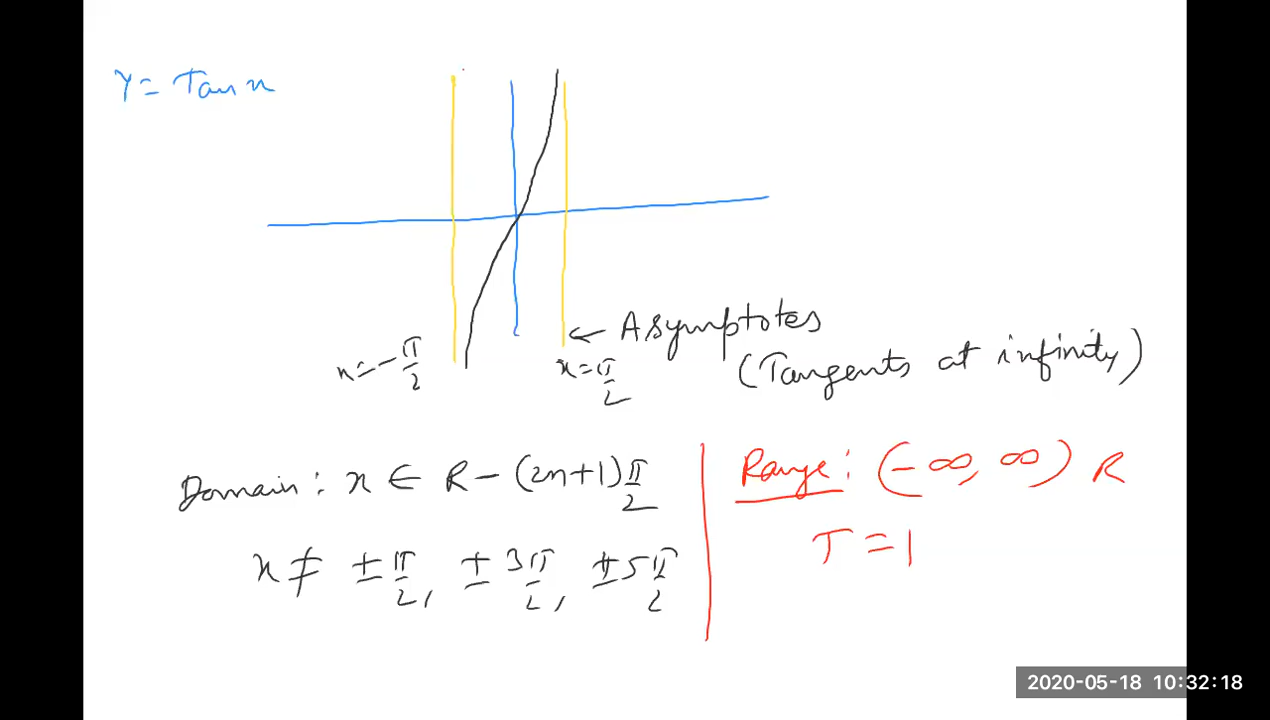 Y = Tan x
← Asymptotes
(Tangents at infinity)
x = -π/2
x = π/2
Domain : x ∈ R - (2n+1)π/2
x ≠ ±π/2, ±3π/2, ±5π/2
Range : (-∞, ∞) R
T = 1
2020-05-18 10:32:18